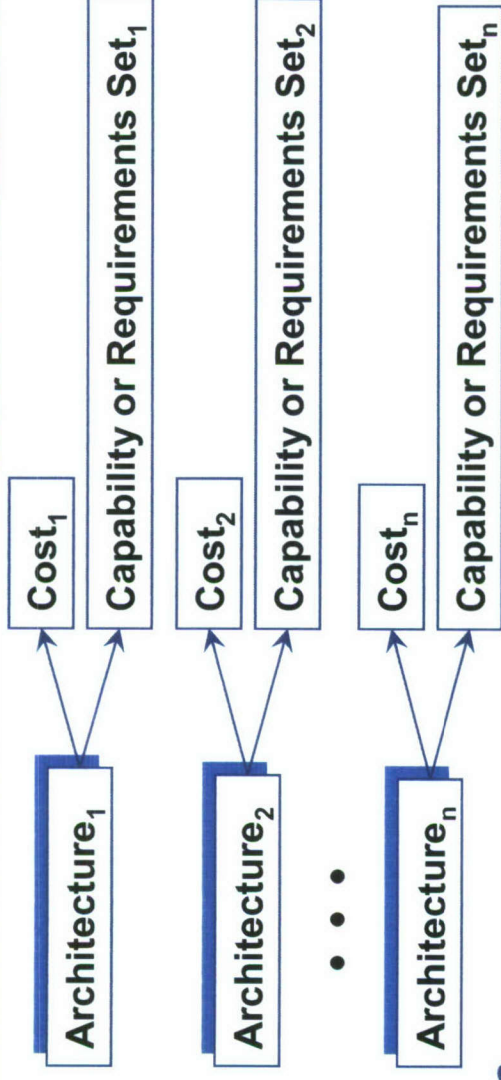 Architecture₁
Cost₁
Capability or Requirements Set₁
Architecture₂
Cost₂
Capability or Requirements Set₂
• • •
Architectureₙ
Costₙ
Capability or Requirements Setₙ